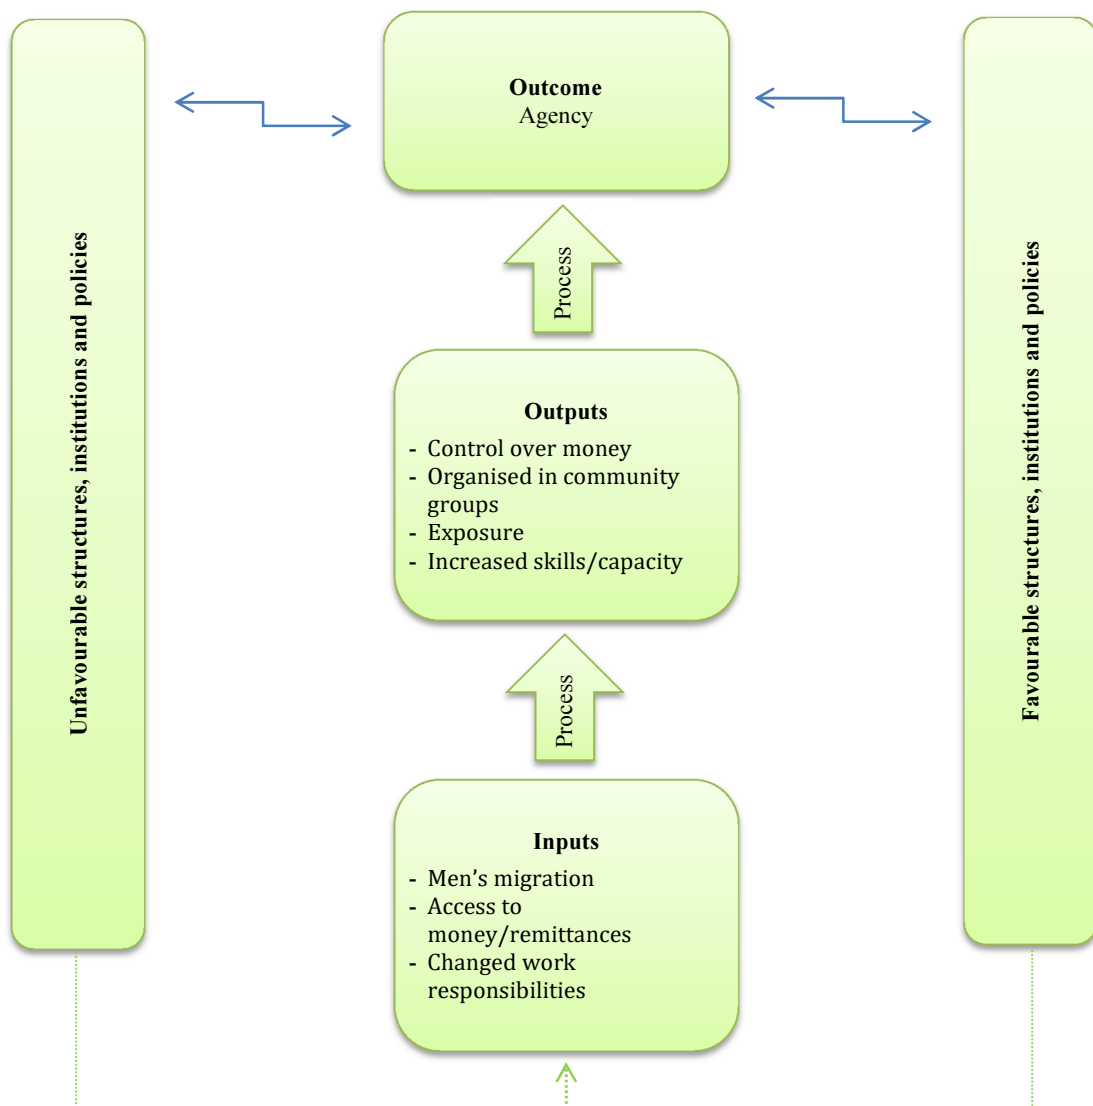 Unfavourable structures, institutions and policies
Outcome
Agency
Process
Outputs
- Control over money
- Organised in community
groups
- Exposure
- Increased skills/capacity
Process
Inputs
- Men’s migration
- Access to
money/remittances
- Changed work
responsibilities
Favourable structures, institutions and policies